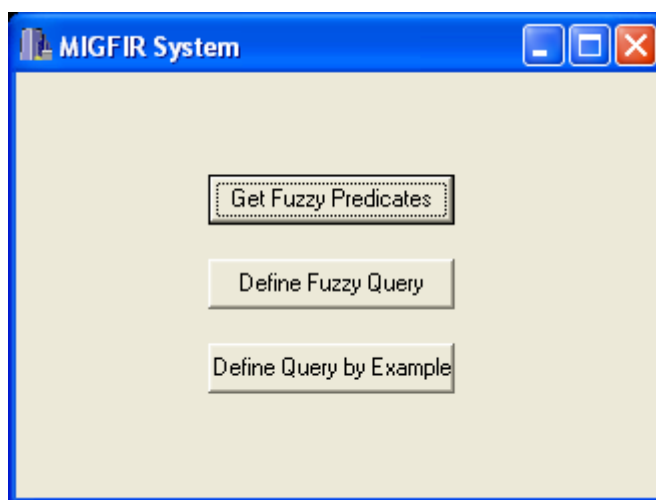 MIGFIR System
Get Fuzzy Predicates
Define Fuzzy Query
Define Query by Example